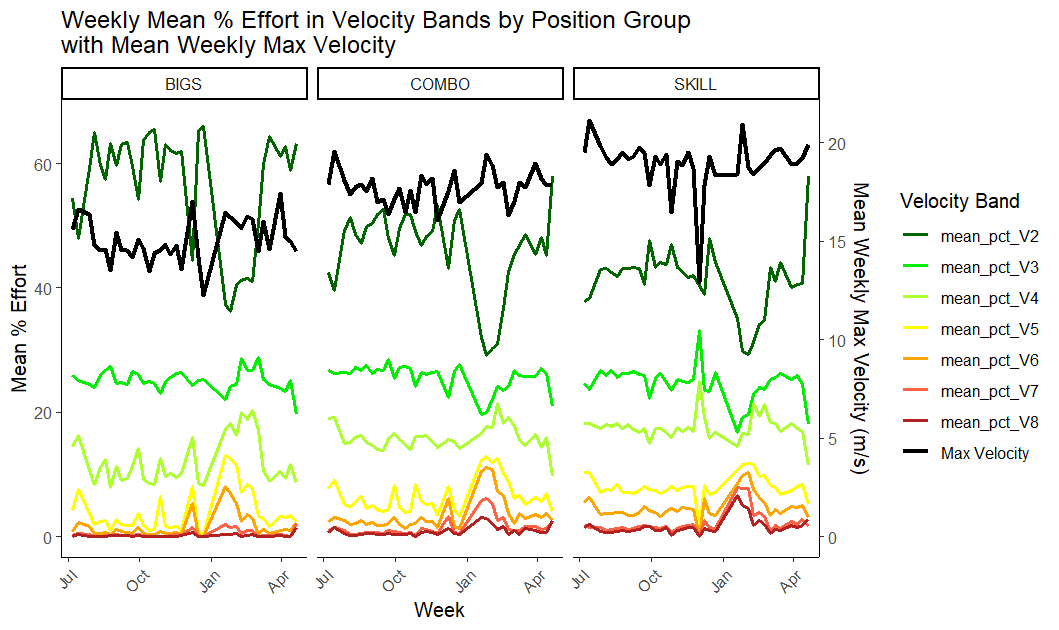 Weekly Mean % Effort in Velocity Bands by Position Group
with Mean Weekly Max Velocity
BIGS
COMBO
SKILL
Mean % Effort
60
40
20
0
20
15
10
5
0
Mean Weekly Max Velocity (m/s)
Jul
Oct
Jan
Apr
Jul
Oct
Jan
Apr
Jul
Oct
Jan
Apr
Week
Velocity Band
mean_pct_V2
mean_pct_V3
mean_pct_V4
mean_pct_V5
mean_pct_V6
mean_pct_V7
mean_pct_V8
Max Velocity